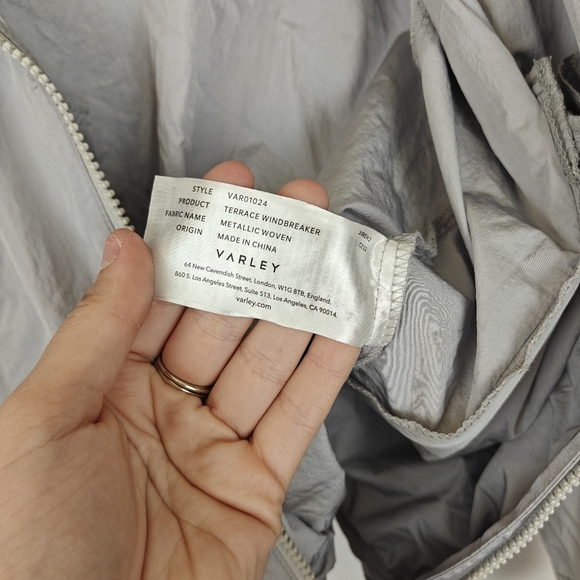 STYLE VAR01024
PRODUCT TERRACE WINDBREAKER
FABRIC NAME METALLIC WOVEN
ORIGIN MADE IN CHINA
VARLEY
64 New Cavendish Street, London, W1G 8TB, England.
860 S. Los Angeles Street, Suite 513, Los Angeles, CA 90014.
varley.com